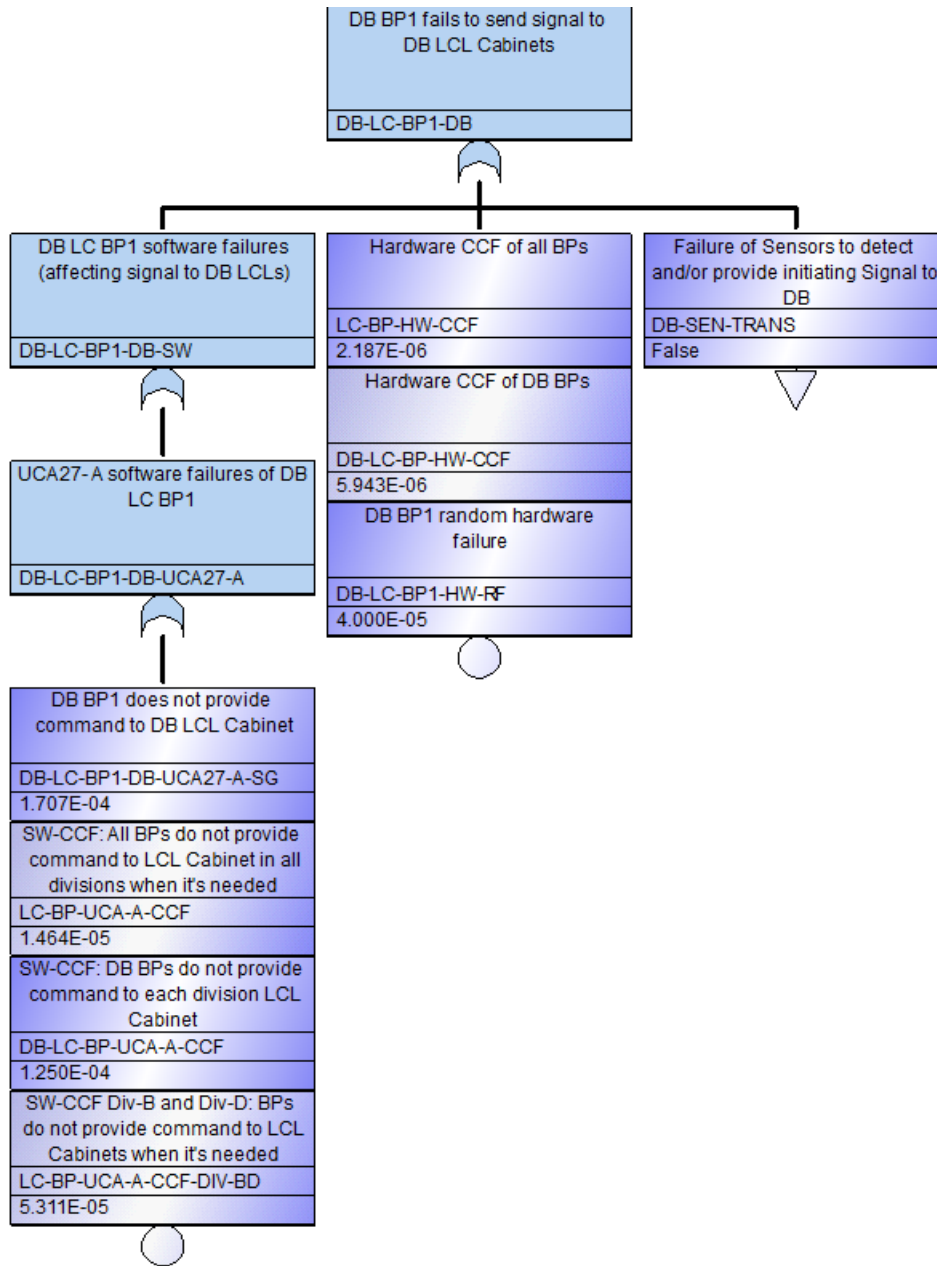 DB BP1 fails to send signal to
DB LCL Cabinets
DB-LC-BP1-DB
DB LC BP1 software failures
(affecting signal to DB LCLs)
DB-LC-BP1-DB-SW
UCA27-A software failures of DB
LC BP1
DB-LC-BP1-DB-UCA27-A
DB BP1 does not provide
command to DB LCL Cabinet
DB-LC-BP1-DB-UCA27-A-SG
1.707E-04
SW-CCF: All BPs do not provide
command to LCL Cabinet in all
divisions when it's needed
LC-BP-UCA-A-CCF
1.464E-05
SW-CCF: DB BPs do not provide
command to each division LCL
Cabinet
DB-LC-BP-UCA-A-CCF
1.250E-04
SW-CCF Div-B and Div-D: BPs
do not provide command to LCL
Cabinets when it's needed
LC-BP-UCA-A-CCF-DIV-BD
5.311E-05
Hardware CCF of all BPs
LC-BP-HW-CCF
2.187E-06
Hardware CCF of DB BPs
DB-LC-BP-HW-CCF
5.943E-06
DB BP1 random hardware
failure
DB-LC-BP1-HW-RF
4.000E-05
Failure of Sensors to detect
and/or provide initiating Signal to
DB
DB-SEN-TRANS
False